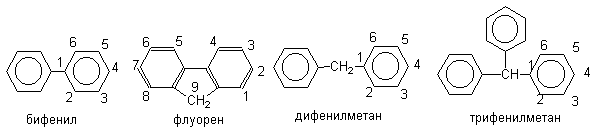 6 5
1 4
2 3
бифенил
6 5 4 3
7 2
8 9 1
CH2
флуорен
6 5
CH2 1 4
2 3
дифенилметан
6 5
CH 1 4
2 3
трифенилметан